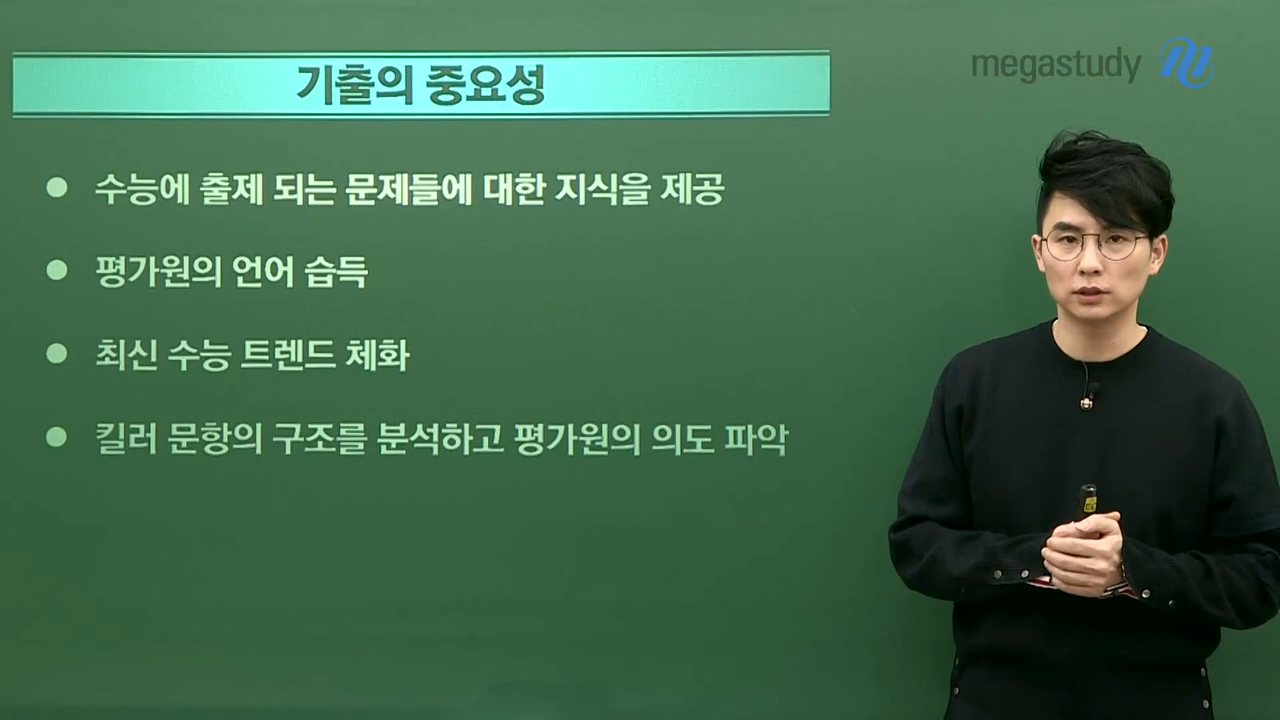 megastudy
기출의 중요성
수능에 출제 되는 문제들에 대한 지식을 제공
평가원의 언어 습득
최신 수능 트렌드 체화
킬러 문항의 구조를 분석하고 평가원의 의도 파악